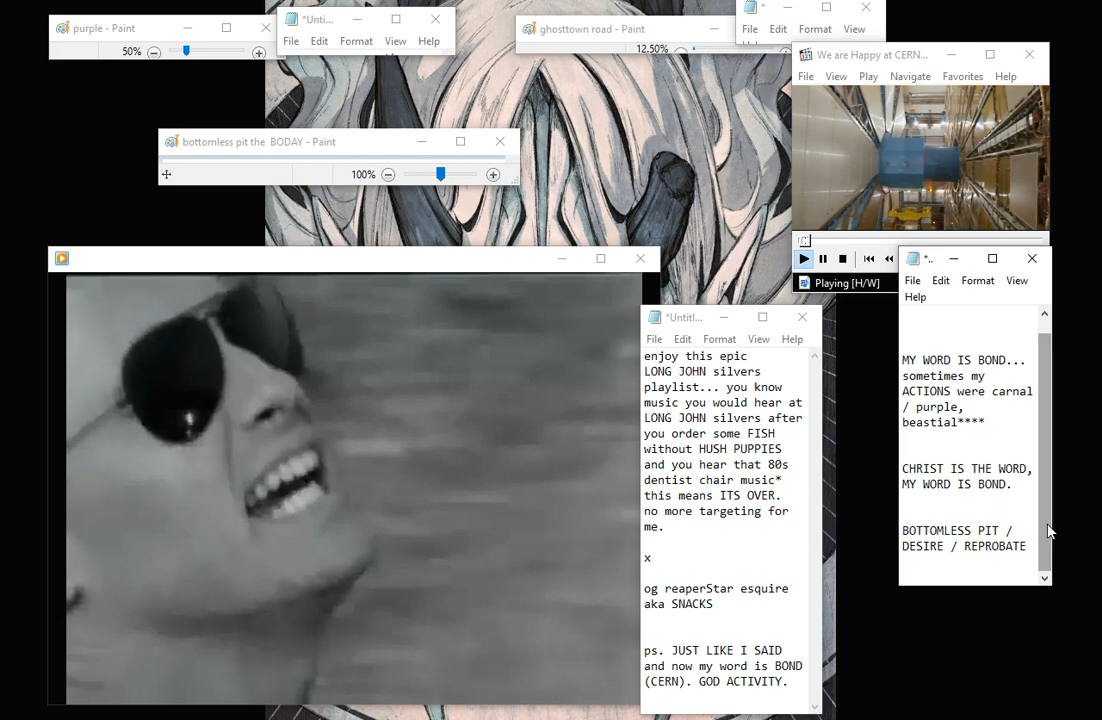 purple - Paint
50%
*Unti...
File Edit Format View Help
ghosttown road - Paint
12.50%
*
File Edit Format View
We are Happy at CERN...
File View Play Navigate Favorites Help
Playing [H/W]
bottomless pit the  BODAY - Paint
100%
*Untitl...
File Edit Format View Help
enjoy this epic
LONG JOHN silvers
playlist... you know
music you would hear at
LONG JOHN silvers after
you order some FISH
without HUSH PUPPIES
and you hear that 80s
dentist chair music*
this means ITS OVER.
no more targeting for
me.
x
og reaperStar esquire
aka SNACKS
ps. JUST LIKE I SAID
and now my word is BOND
(CERN). GOD ACTIVITY.
*..
File Edit Format View
Help
MY WORD IS BOND...
sometimes my
ACTIONS were carnal
/ purple,
beastial****
CHRIST IS THE WORD,
MY WORD IS BOND.
BOTTOMLESS PIT /
DESIRE / REPROBATE